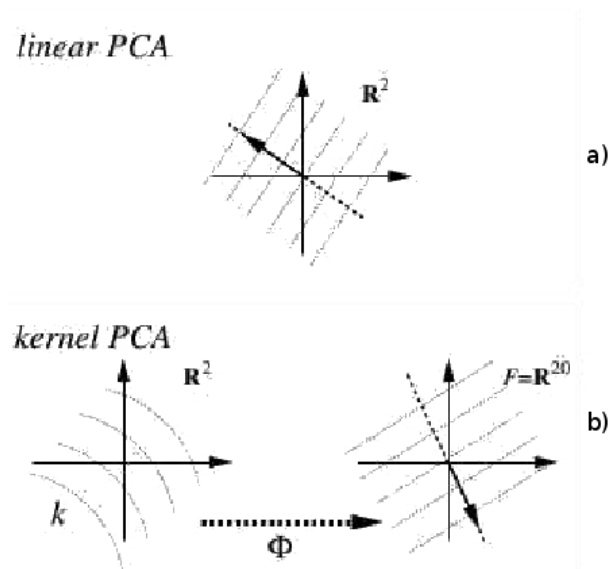 linear PCA
R²
a)
kernel PCA
R²
F=R²⁰
b)
k
Φ